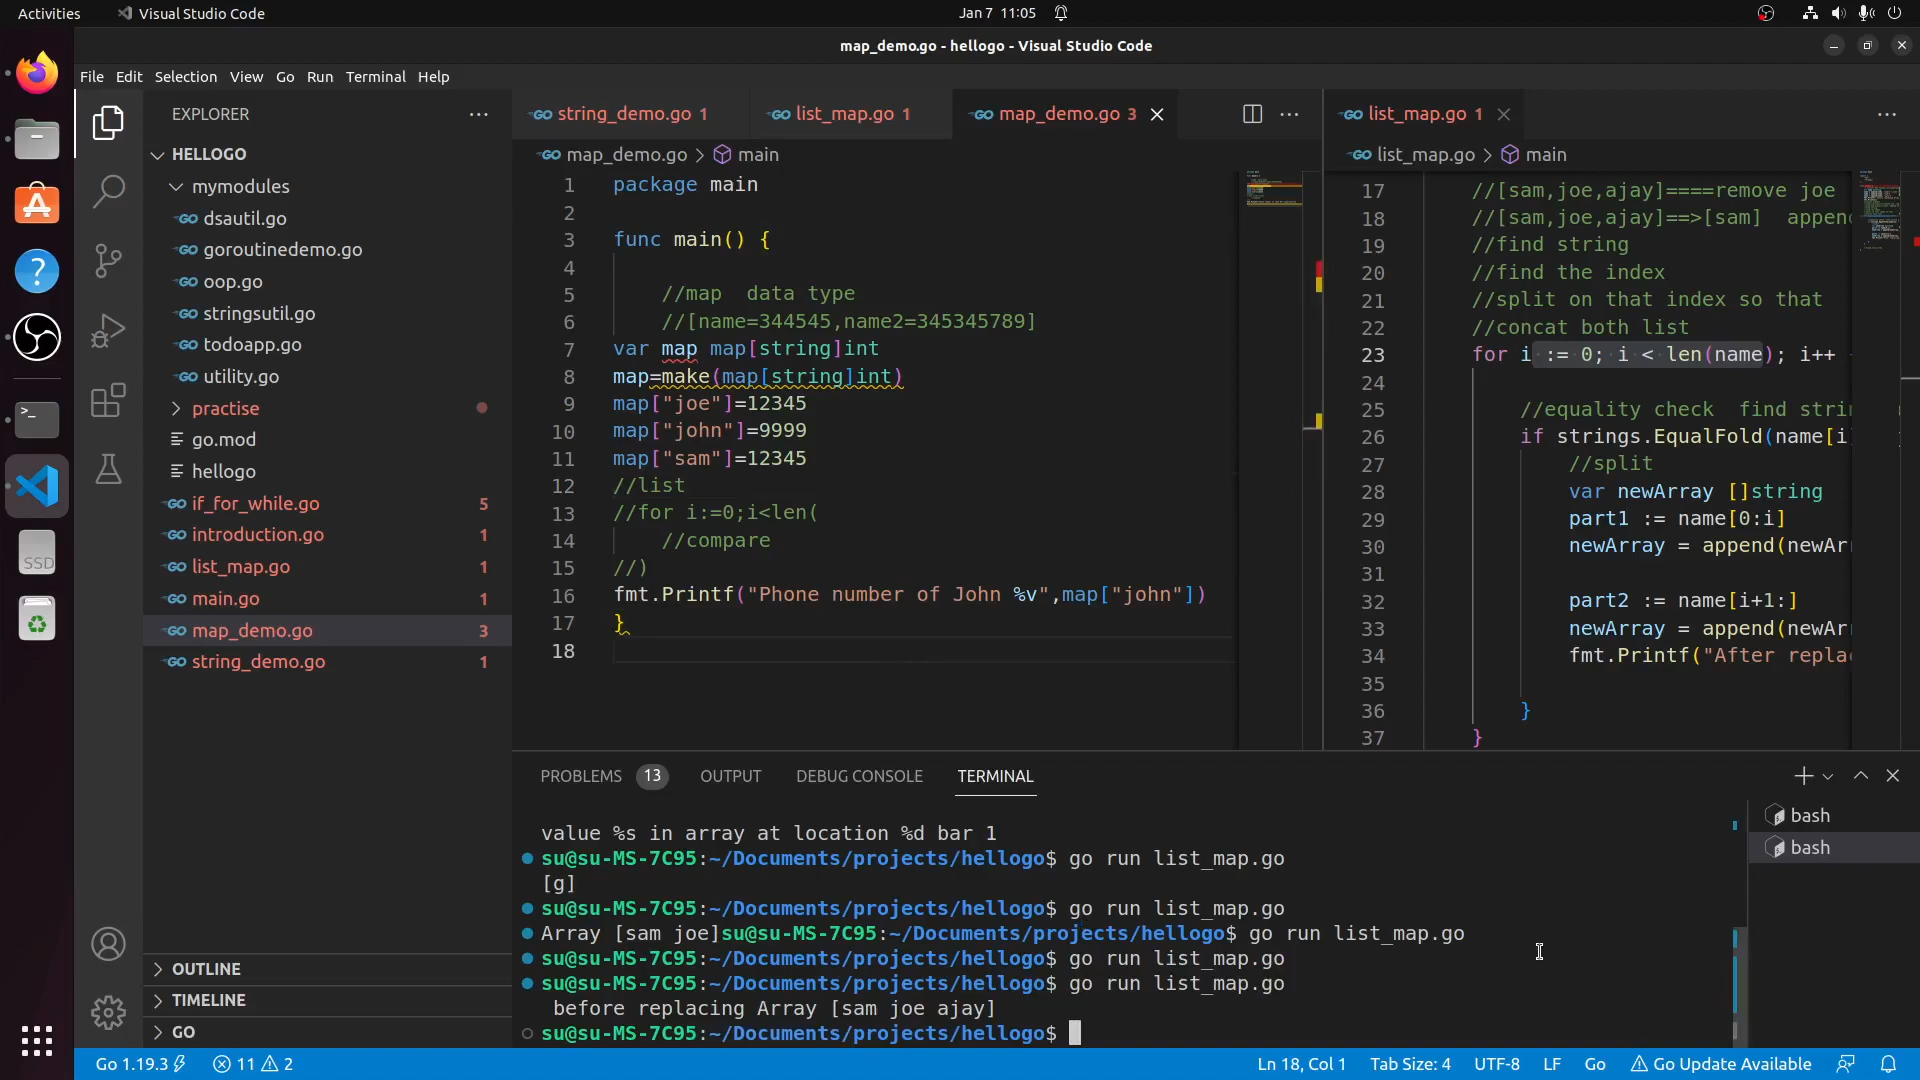 Activities
Visual Studio Code
Jan 7 11:05
map_demo.go - hellogo - Visual Studio Code
File Edit Selection View Go Run Terminal Help
EXPLORER
HELLOGO
mymodules
dsautil.go
goroutinedemo.go
oop.go
stringsutil.go
todoapp.go
utility.go
practise
go.mod
hellogo
if_for_while.go 5
introduction.go 1
list_map.go 1
main.go 1
map_demo.go 3
string_demo.go 1
OUTLINE
TIMELINE
GO
SSD
string_demo.go 1
list_map.go 1
map_demo.go 3
map_demo.go > main
1 package main
2
3 func main() {
4
5 //map  data type
6 //[name=344545,name2=345345789]
7 var map map[string]int
8 map=make(map[string]int)
9 map["joe"]=12345
10 map["john"]=9999
11 map["sam"]=12345
12 //list
13 //for i:=0;i<len(
14 //compare
15 //)
16 fmt.Printf("Phone number of John %v",map["john"])
17 }
18
list_map.go 1
list_map.go > main
17 //[sam,joe,ajay]====remove joe
18 //[sam,joe,ajay]==>[sam]  appen
19 //find string
20 //find the index
21 //split on that index so that
22 //concat both list
23 for i := 0; i < len(name); i++
24
25 //equality check  find stri
26 if strings.EqualFold(name[i
27 //split
28 var newArray []string
29 part1 := name[0:i]
30 newArray = append(newAr
31
32 part2 := name[i+1:]
33 newArray = append(newAr
34 fmt.Printf("After repla
35
36 }
37 }
PROBLEMS 13 OUTPUT DEBUG CONSOLE TERMINAL
value %s in array at location %d bar 1
su@su-MS-7C95:~/Documents/projects/hellogo$ go run list_map.go
[g]
su@su-MS-7C95:~/Documents/projects/hellogo$ go run list_map.go
Array [sam joe]su@su-MS-7C95:~/Documents/projects/hellogo$ go run list_map.go
su@su-MS-7C95:~/Documents/projects/hellogo$ go run list_map.go
su@su-MS-7C95:~/Documents/projects/hellogo$ go run list_map.go
before replacing Array [sam joe ajay]
su@su-MS-7C95:~/Documents/projects/hellogo$
bash
bash
Go 1.19.3 11 2
Ln 18, Col 1 Tab Size: 4 UTF-8 LF Go Go Update Available